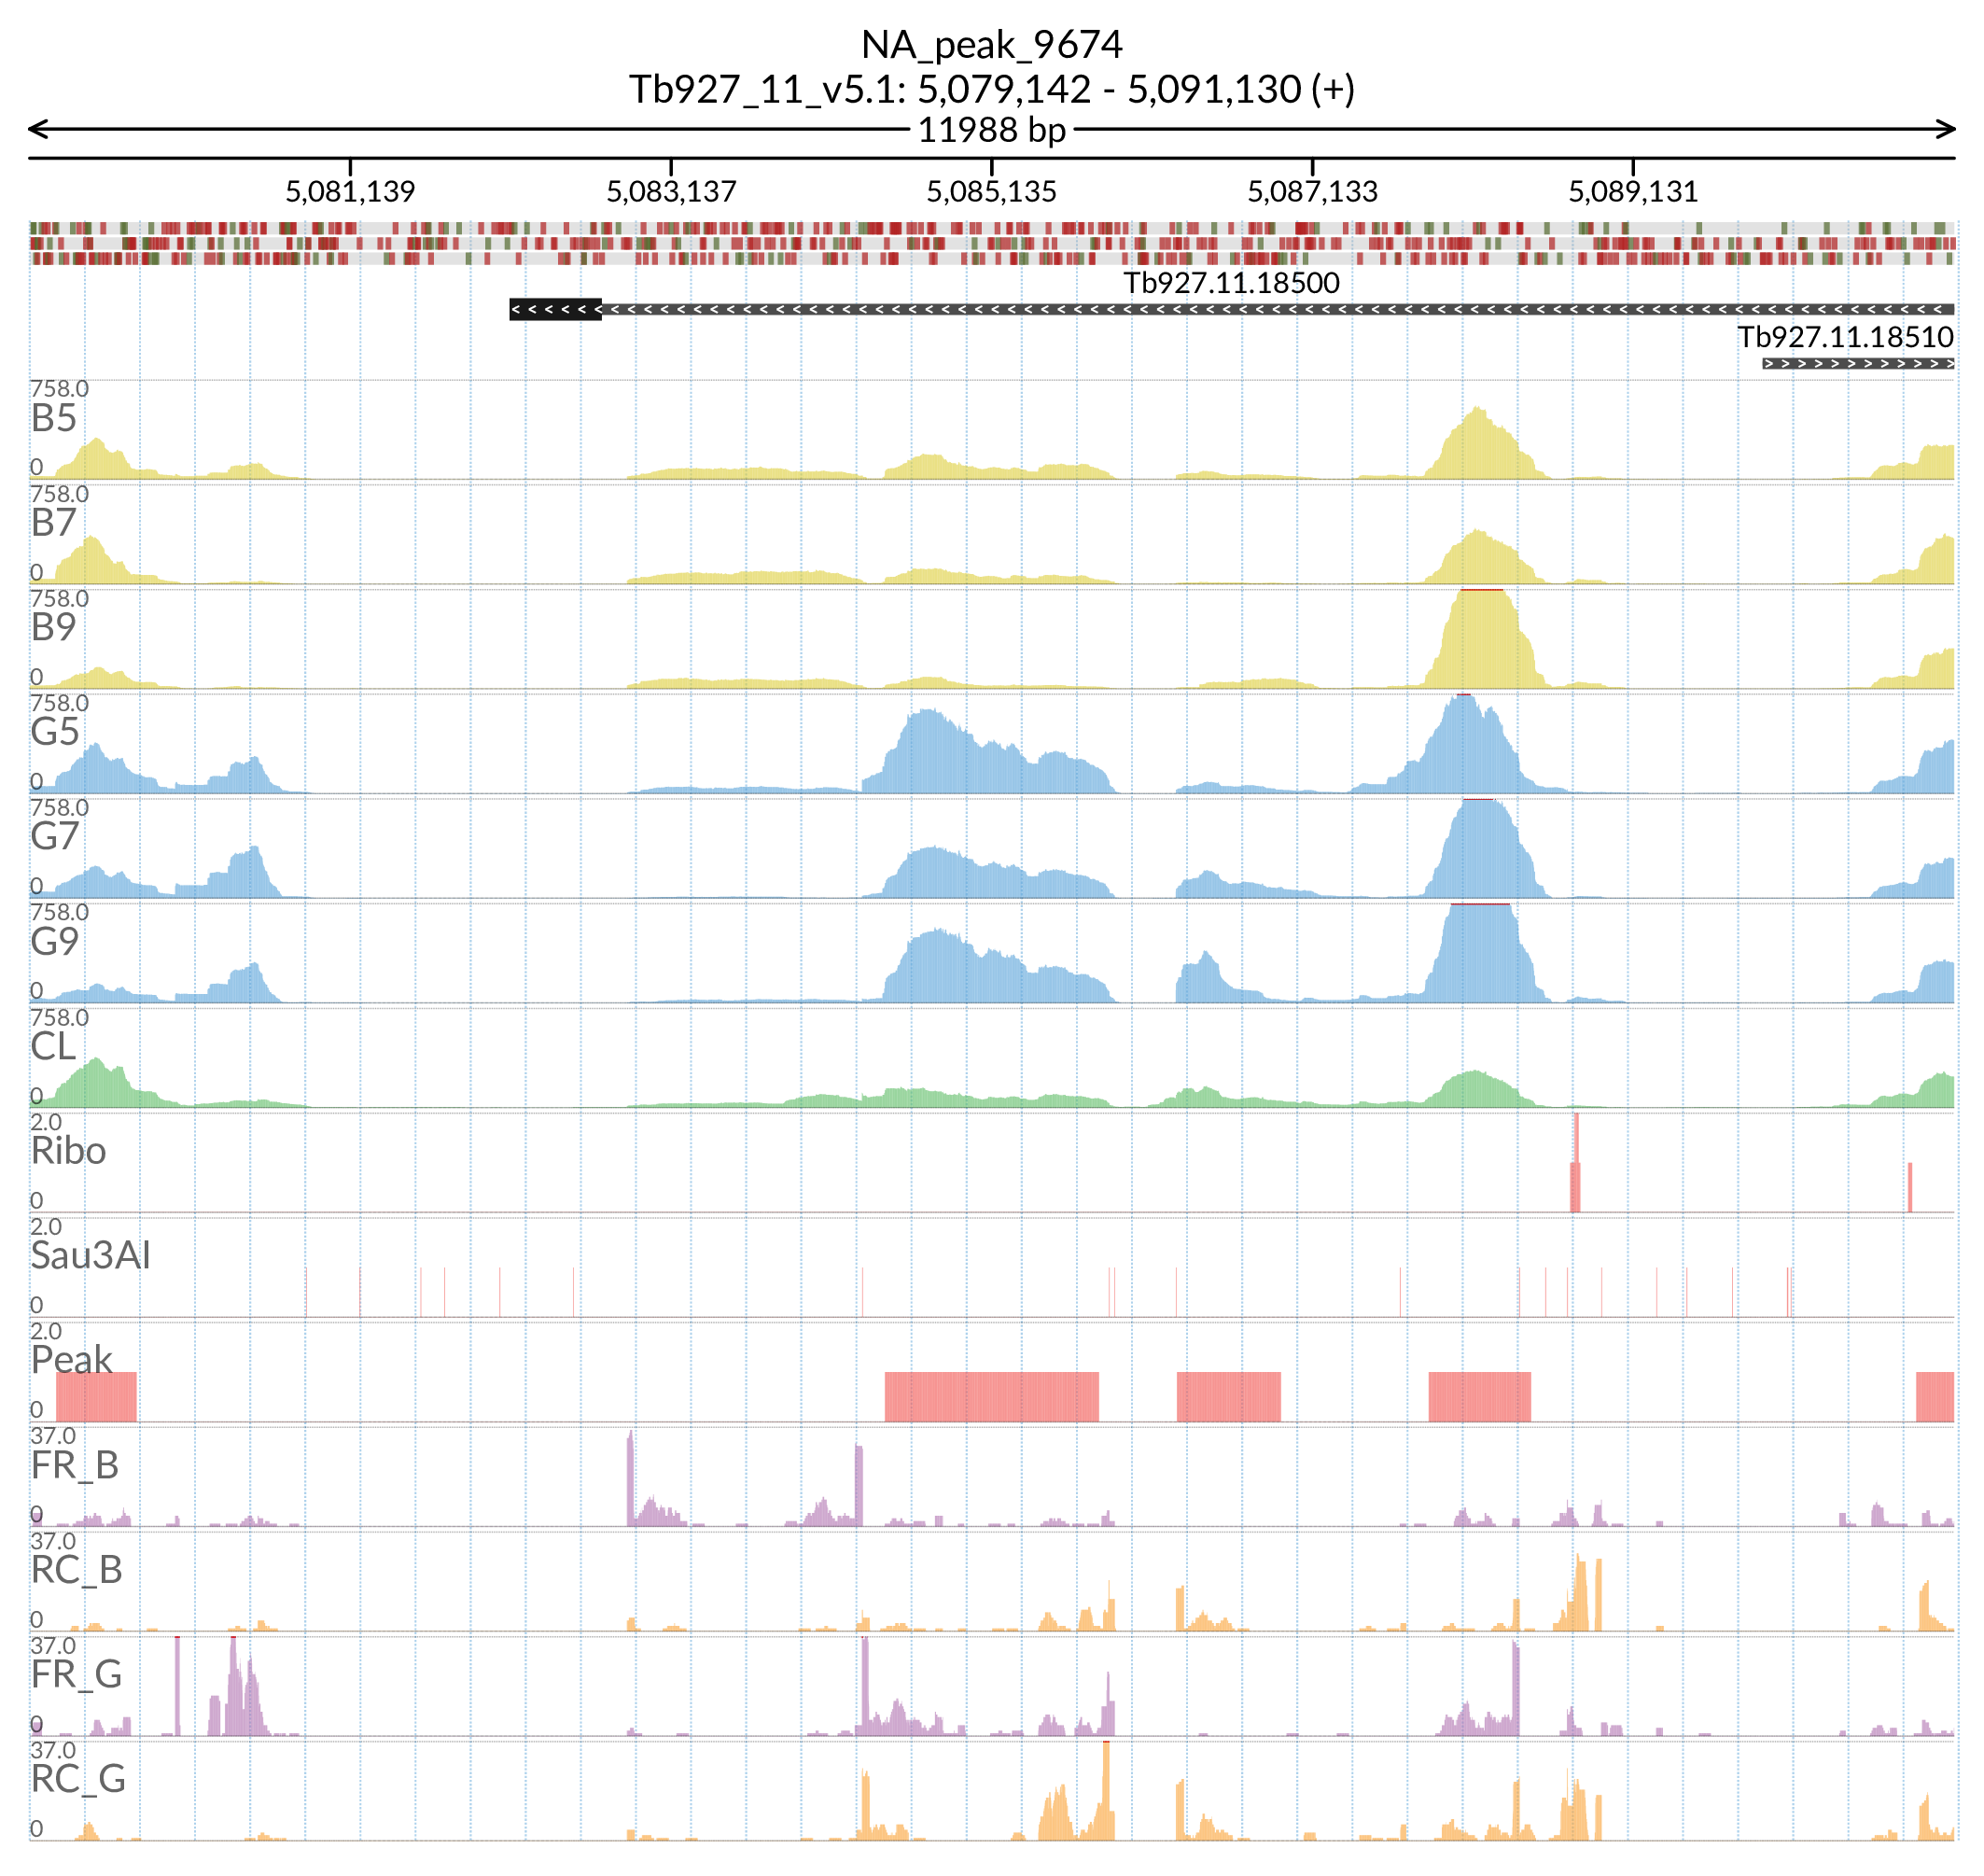 NA_peak_9674
Tb927_11_v5.1: 5,079,142 - 5,091,130 (+)
11988 bp
5,081,139 5,083,137 5,085,135 5,087,133 5,089,131
Tb927.11.18500
Tb927.11.18510
758.0
B5
0
758.0
B7
0
758.0
B9
0
758.0
G5
0
758.0
G7
0
758.0
G9
0
758.0
CL
0
2.0
Ribo
0
2.0
Sau3AI
0
2.0
Peak
0
37.0
FR_B
0
37.0
RC_B
0
37.0
FR_G
0
37.0
RC_G
0